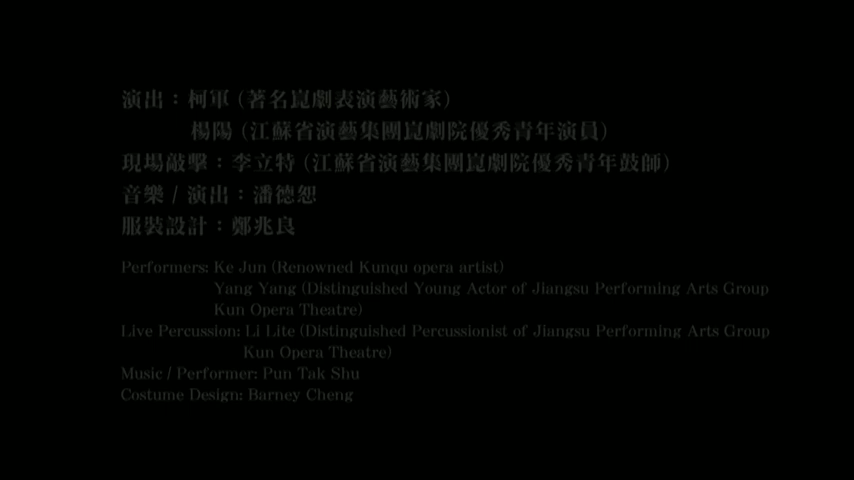 演出：柯軍（著名崑劇表演藝術家）
楊陽（江蘇省演藝集團崑劇院優秀青年演員）
現場敲擊：李立特（江蘇省演藝集團崑劇院優秀青年鼓師）
音樂 / 演出：潘德恕
服裝設計：鄭兆良
Performers: Ke Jun (Renowned Kunqu opera artist)
Yang Yang (Distinguished Young Actor of Jiangsu Performing Arts Group
Kun Opera Theatre)
Live Percussion: Li Lite (Distinguished Percussionist of Jiangsu Performing Arts Group
Kun Opera Theatre)
Music / Performer: Pun Tak Shu
Costume Design: Barney Cheng